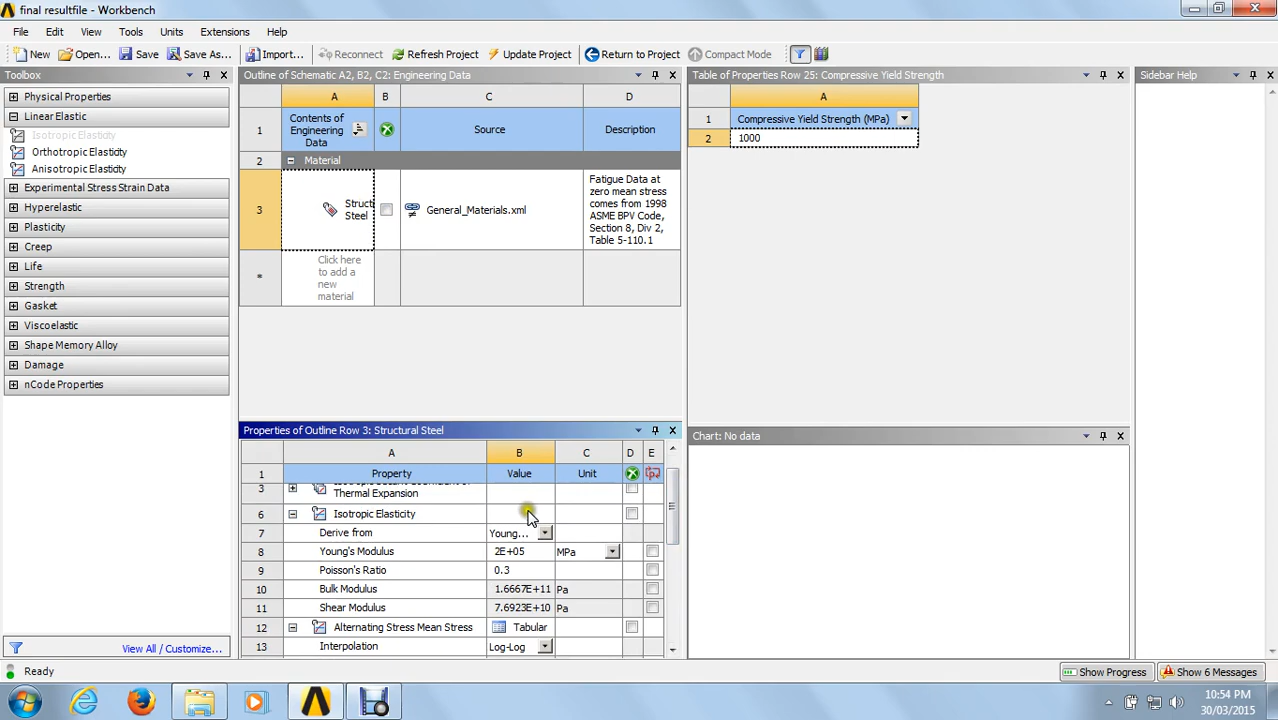 final resultfile - Workbench
File Edit View Tools Units Extensions Help
New Open... Save Save As... Import... Reconnect Refresh Project Update Project Return to Project Compact Mode
Toolbox
Physical Properties
Linear Elastic
Isotropic Elasticity
Orthotropic Elasticity
Anisotropic Elasticity
Experimental Stress Strain Data
Hyperelastic
Plasticity
Creep
Life
Strength
Gasket
Viscoelastic
Shape Memory Alloy
Damage
nCode Properties
View All / Customize...
Outline of Schematic A2, B2, C2: Engineering Data
A B C D
1 Contents of Engineering Data Source Description
2 Material
3 Struct Steel General_Materials.xml
Fatigue Data at
zero mean stress
comes from 1998
ASME BPV Code,
Section 8, Div 2,
Table 5-110.1
* Click here
to add a
new
material
Properties of Outline Row 3: Structural Steel
A B C D E
1 Property Value Unit
3 Thermal Expansion
6 Isotropic Elasticity
7 Derive from Young...
8 Young's Modulus 2E+05 MPa
9 Poisson's Ratio 0.3
10 Bulk Modulus 1.6667E+11 Pa
11 Shear Modulus 7.6923E+10 Pa
12 Alternating Stress Mean Stress Tabular
13 Interpolation Log-Log
Table of Properties Row 25: Compressive Yield Strength
A
1 Compressive Yield Strength (MPa)
2 1000
Chart: No data
Sidebar Help
Ready
Show Progress Show 6 Messages
10:54 PM
30/03/2015